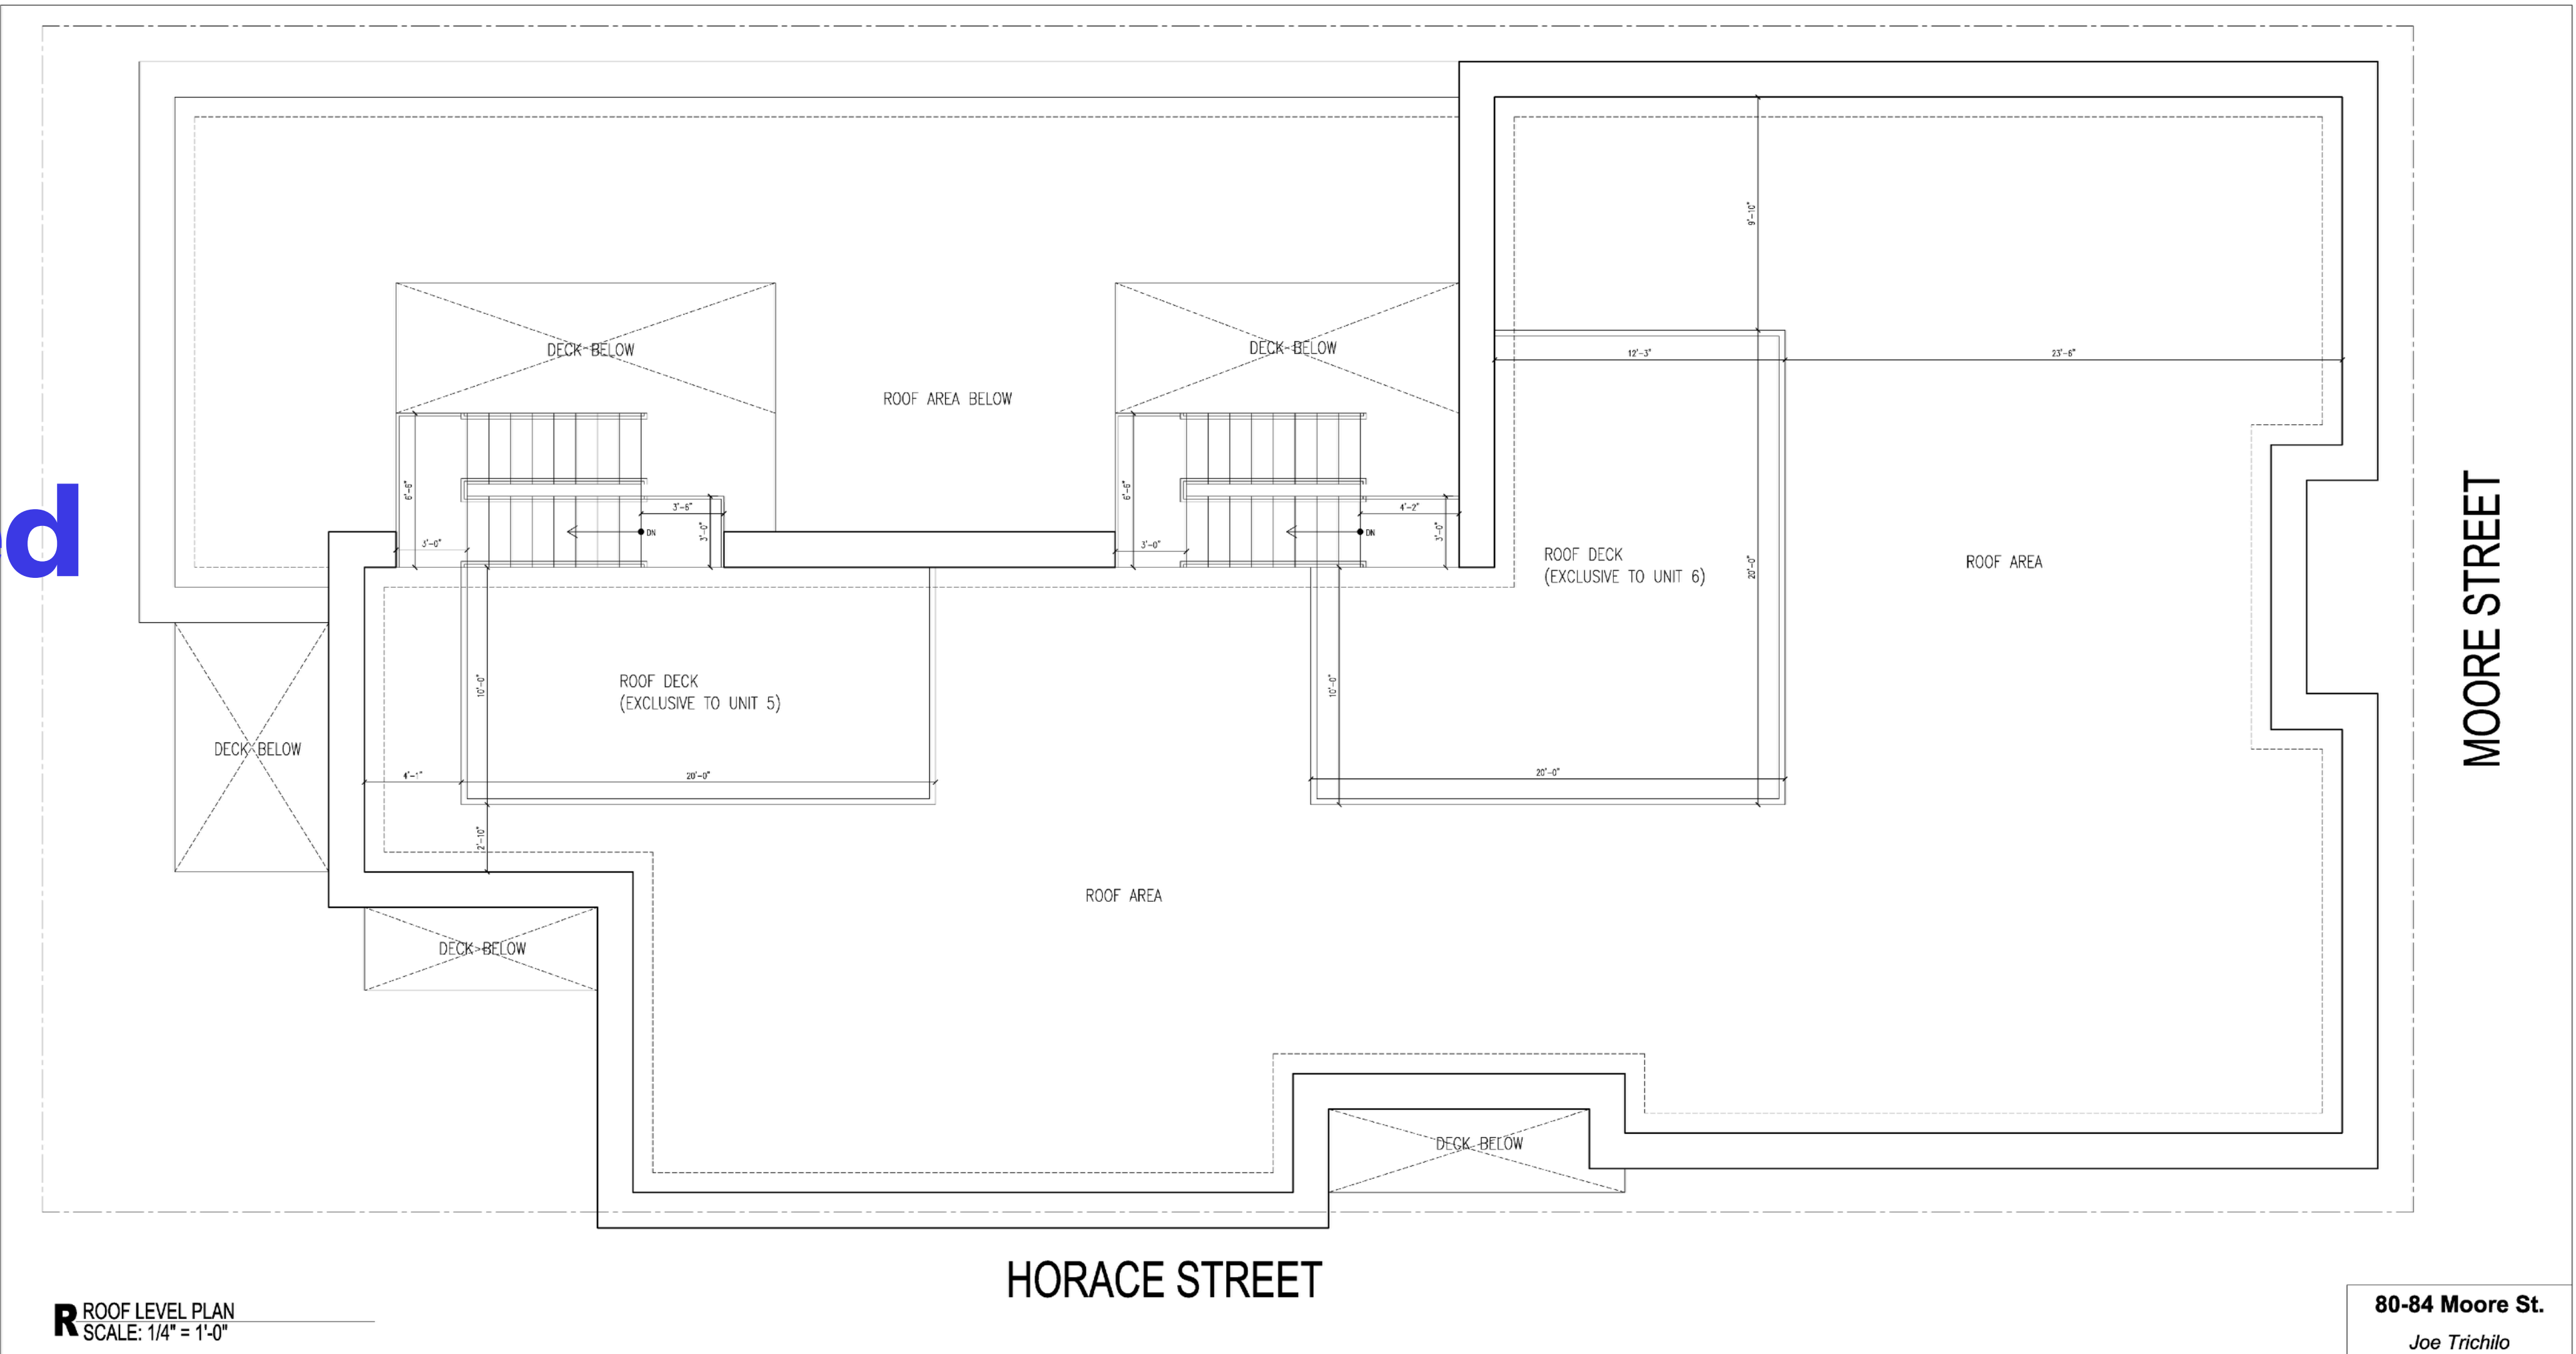 9'-10"
12'-3"
23'-6"
DECK BELOW
DECK BELOW
ROOF AREA BELOW
6'-6"
6'-6"
3'-6"
4'-2"
3'-0"
3'-0"
DN
DN
3'-0"
3'-0"
d
ROOF DECK
(EXCLUSIVE TO UNIT 6)
20'-0"
ROOF AREA
MOORE STREET
ROOF DECK
(EXCLUSIVE TO UNIT 5)
10'-0"
10'-0"
DECK BELOW
4'-1"
20'-0"
20'-0"
2'-10"
ROOF AREA
DECK BELOW
DECK BELOW
HORACE STREET
R ROOF LEVEL PLAN
SCALE: 1/4" = 1'-0"
80-84 Moore St.
Joe Trichilo